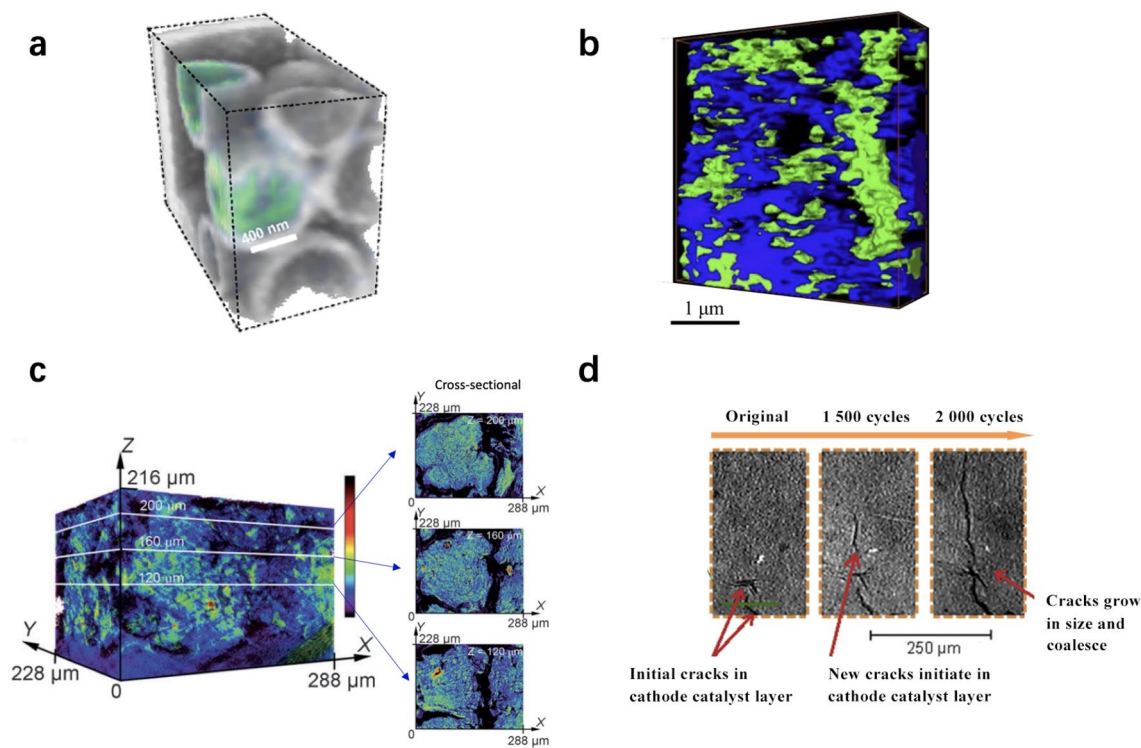 a
400 nm
b
1 μm
c
Z
216 μm
200 μm
160 μm
120 μm
Y
228 μm
0
X
288 μm
Cross-sectional
Y
228 μm
Z = 200 μm
X
0
288 μm
Y
228 μm
Z = 160 μm
X
0
288 μm
Y
228 μm
Z = 120 μm
X
0
288 μm
d
Original
1 500 cycles
2 000 cycles
250 μm
Initial cracks in
cathode catalyst layer
New cracks initiate in
cathode catalyst layer
Cracks grow
in size and
coalesce